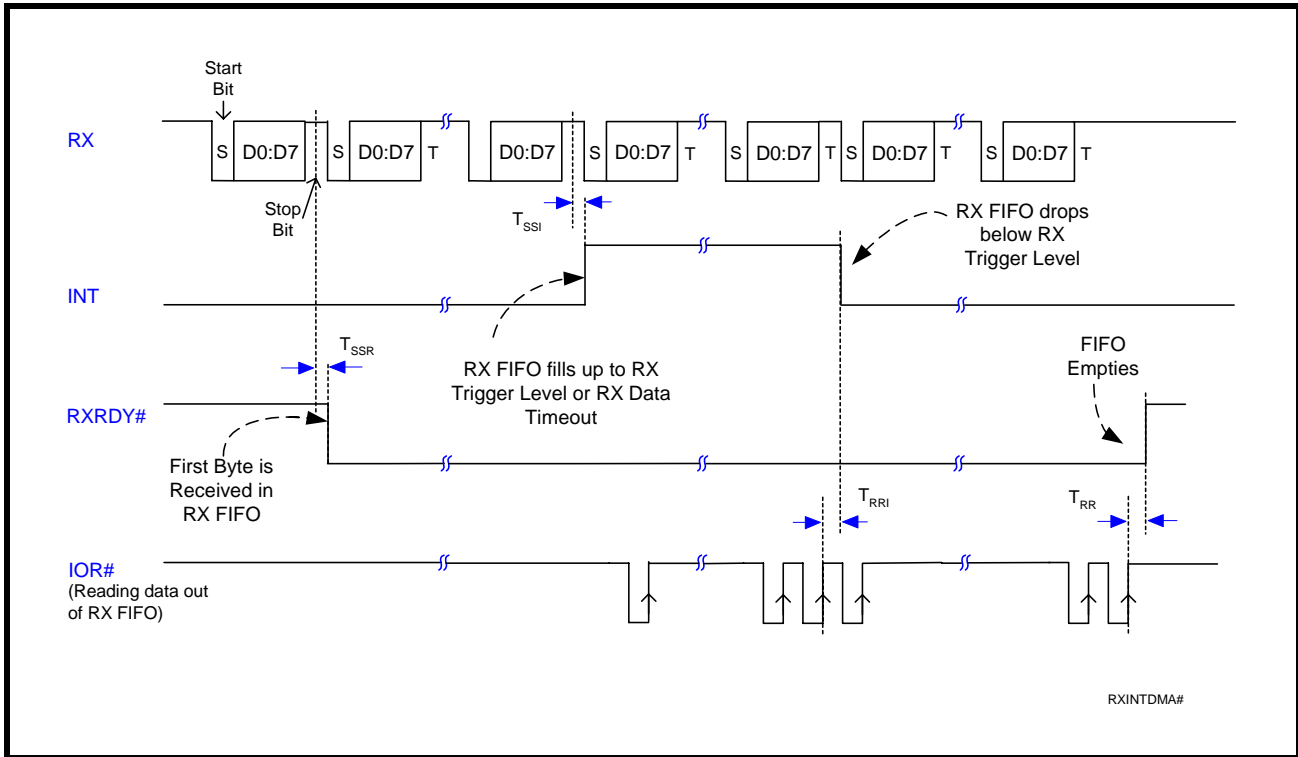 Start
Bit
RX
S D0:D7 S D0:D7 T D0:D7 S D0:D7 T S D0:D7 T S D0:D7 T S D0:D7 T
Stop
Bit
TSSI
RX FIFO drops
below RX
Trigger Level
INT
TSSR
RX FIFO fills up to RX
Trigger Level or RX Data
Timeout
FIFO
Empties
RXRDY#
First Byte is
Received in
RX FIFO
TRRI
TRR
IOR#
(Reading data out
of RX FIFO)
RXINTDMA#